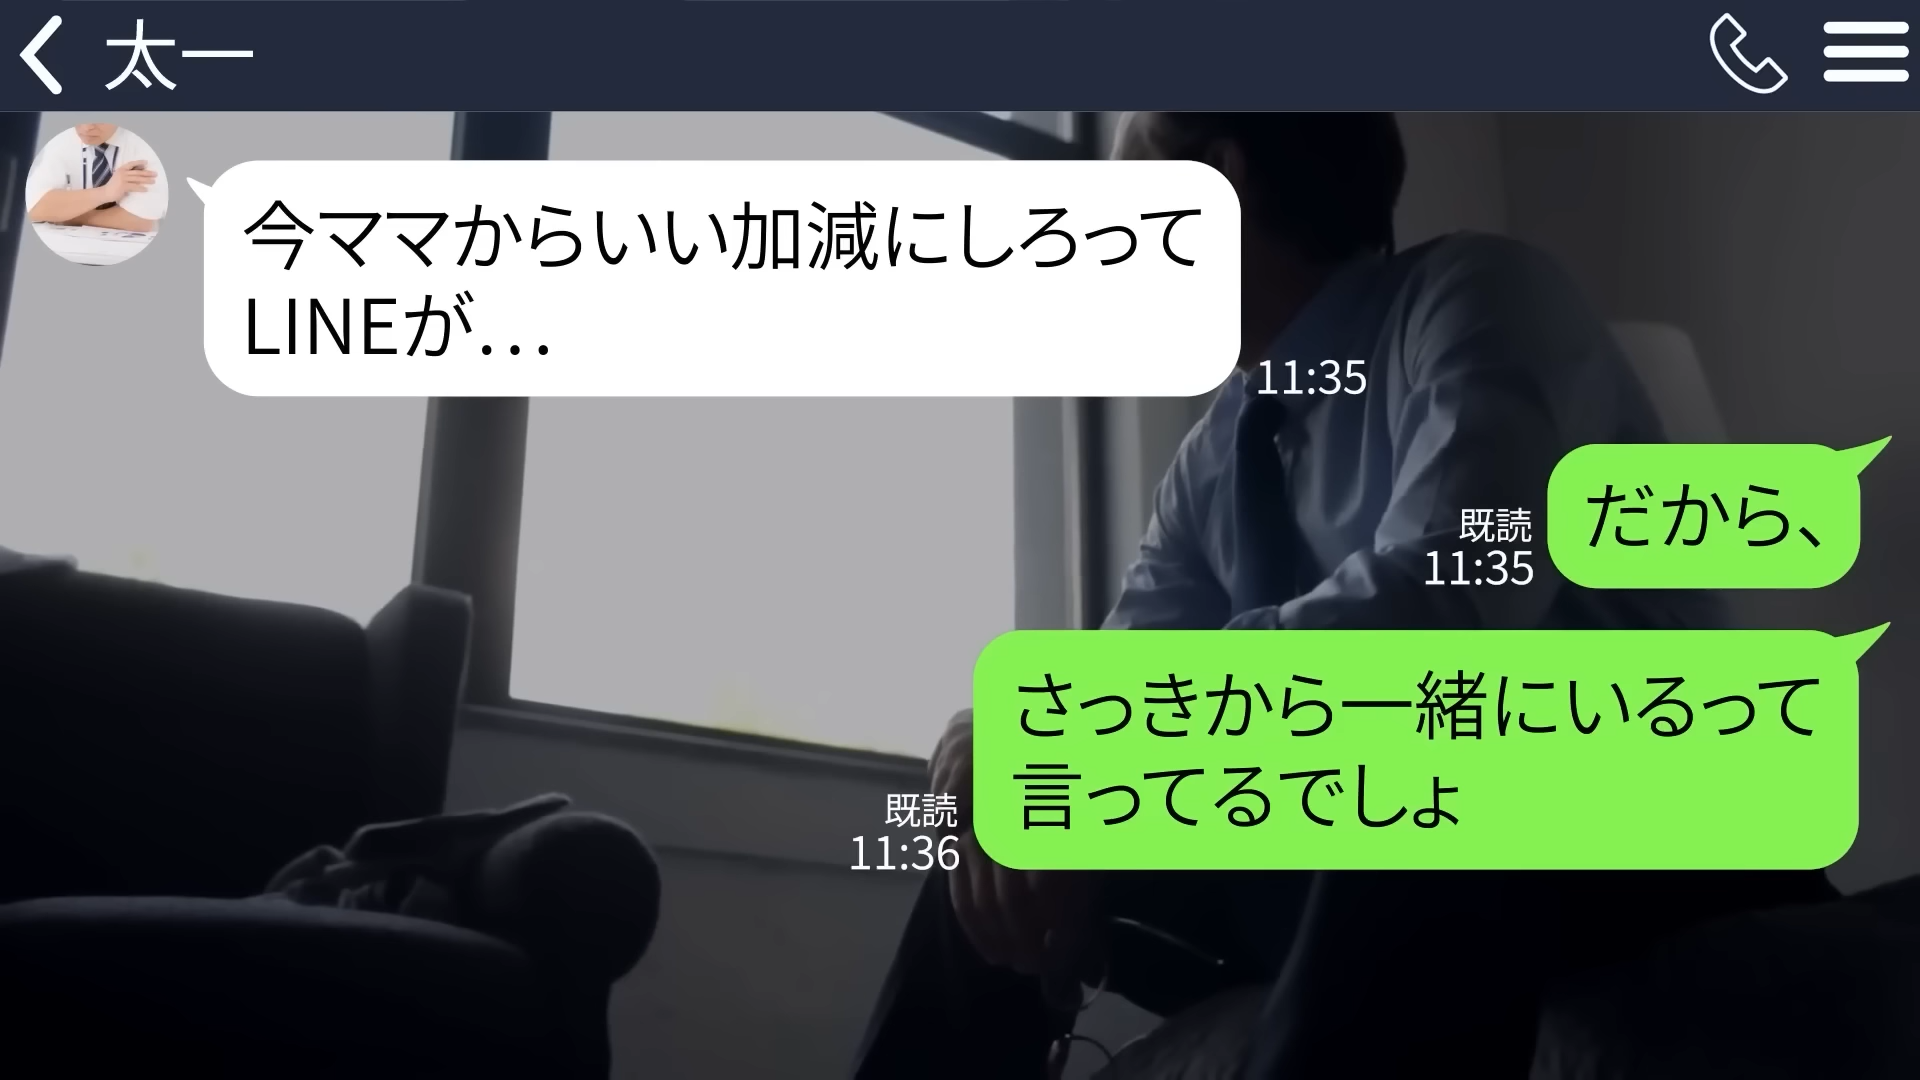 太一
今ママからいい加減にしろって
LINEが…
11:35
だから、
既読
11:35
さっきから一緒にいるって
言ってるでしょ
既読
11:36